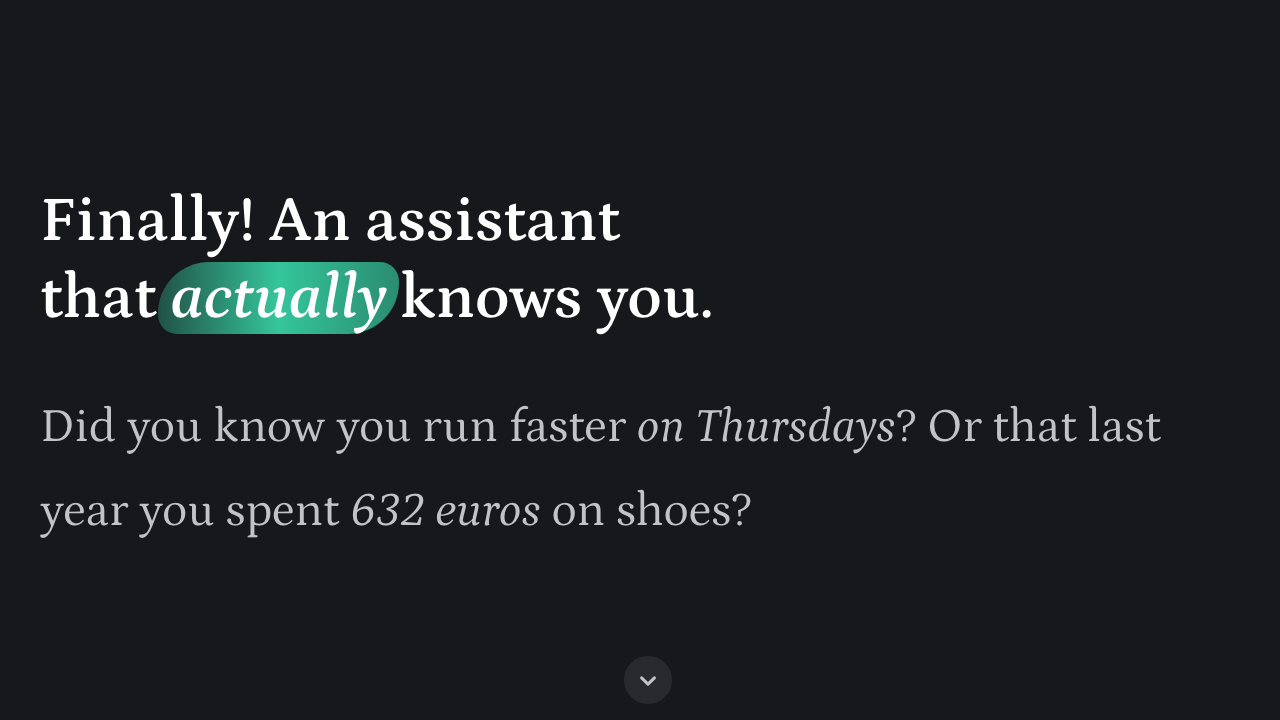 Finally! An assistant
that actually knows you.
Did you know you run faster on Thursdays? Or that last
year you spent 632 euros on shoes?